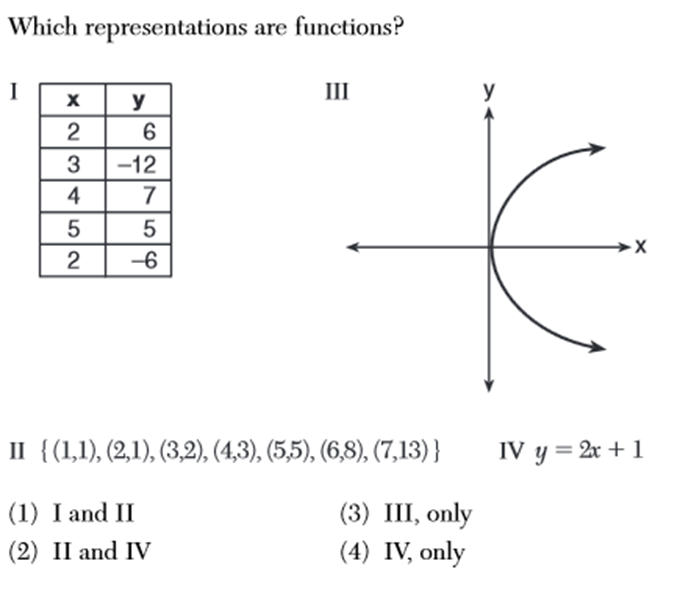 Which representations are functions?
I
x y
2 6
3 –12
4 7
5 5
2 –6
III
y
x
II { (1,1), (2,1), (3,2), (4,3), (5,5), (6,8), (7,13) }
IV y = 2x + 1
(1) I and II
(2) II and IV
(3) III, only
(4) IV, only